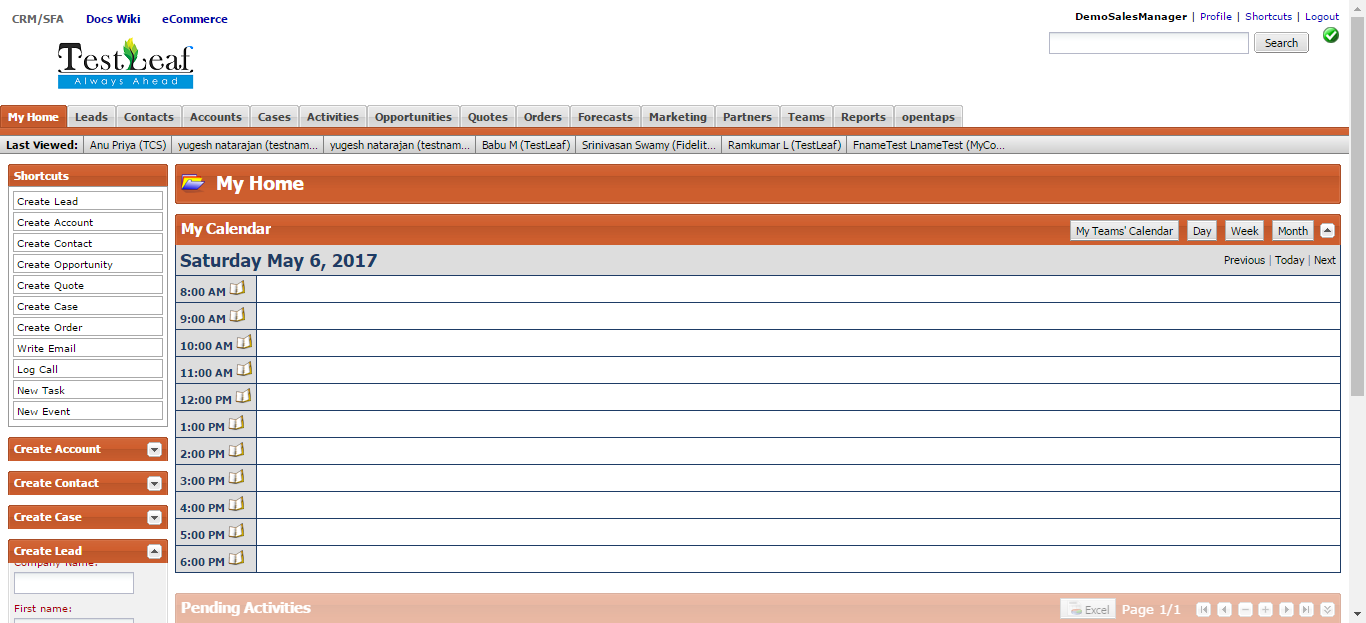 CRM/SFA Docs Wiki eCommerce
DemoSalesManager | Profile | Shortcuts | Logout
Search
TestLeaf
Always Ahead
My Home Leads Contacts Accounts Cases Activities Opportunities Quotes Orders Forecasts Marketing Partners Teams Reports opentaps
Last Viewed: Anu Priya (TCS) yugesh natarajan (testnam... yugesh natarajan (testnam... Babu M (TestLeaf) Srinivasan Swamy (Fidelit... Ramkumar L (TestLeaf) FnameTest LnameTest (MyCo...
Shortcuts
Create Lead
Create Account
Create Contact
Create Opportunity
Create Quote
Create Case
Create Order
Write Email
Log Call
New Task
New Event
Create Account
Create Contact
Create Case
Create Lead
Company Name:
First name:
My Home
My Calendar
My Teams' Calendar Day Week Month
Saturday May 6, 2017
Previous | Today | Next
8:00 AM
9:00 AM
10:00 AM
11:00 AM
12:00 PM
1:00 PM
2:00 PM
3:00 PM
4:00 PM
5:00 PM
6:00 PM
Pending Activities
Excel Page 1/1